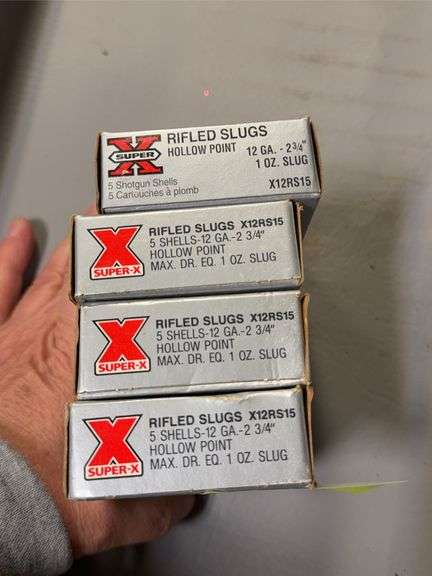 X
SUPER
RIFLED SLUGS
HOLLOW POINT 12 GA. - 2 3/4"
1 OZ. SLUG
5 Shotgun Shells
5 Cartouches à plomb
X12RS15
X
SUPER-X
RIFLED SLUGS X12RS15
5 SHELLS-12 GA.-2 3/4"
HOLLOW POINT
MAX. DR. EQ. 1 OZ. SLUG
X
SUPER-X
RIFLED SLUGS X12RS15
5 SHELLS-12 GA.-2 3/4"
HOLLOW POINT
MAX. DR. EQ. 1 OZ. SLUG
X
SUPER-X
RIFLED SLUGS X12RS15
5 SHELLS-12 GA.-2 3/4"
HOLLOW POINT
MAX. DR. EQ. 1 OZ. SLUG